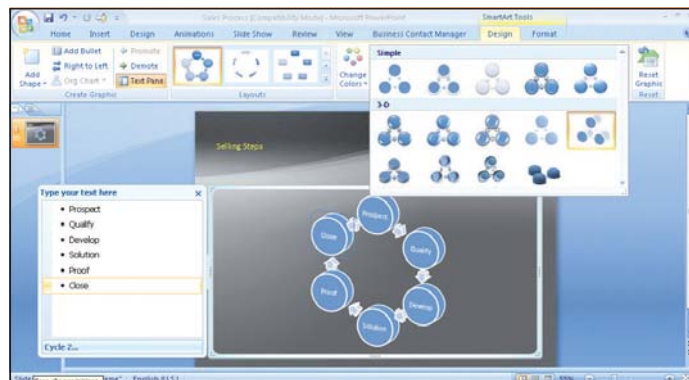 Sales Process [Compatibility Mode] - Microsoft PowerPoint
SmartArt Tools
Home Insert Design Animations Slide Show Review View Business Contact Manager Design Format
Add Shape
Add Bullet
Right to Left
Org Chart
Promote
Demote
Text Pane
Create Graphic
Layouts
Change Colors
Simple
3-D
Reset Graphic
Reset
Selling Steps
Type your text here
Prospect
Qualify
Develop
Solution
Proof
Close
Cycle 2...
Prospect
Qualify
Develop
Solution
Proof
Close
English (U.S.)
55%